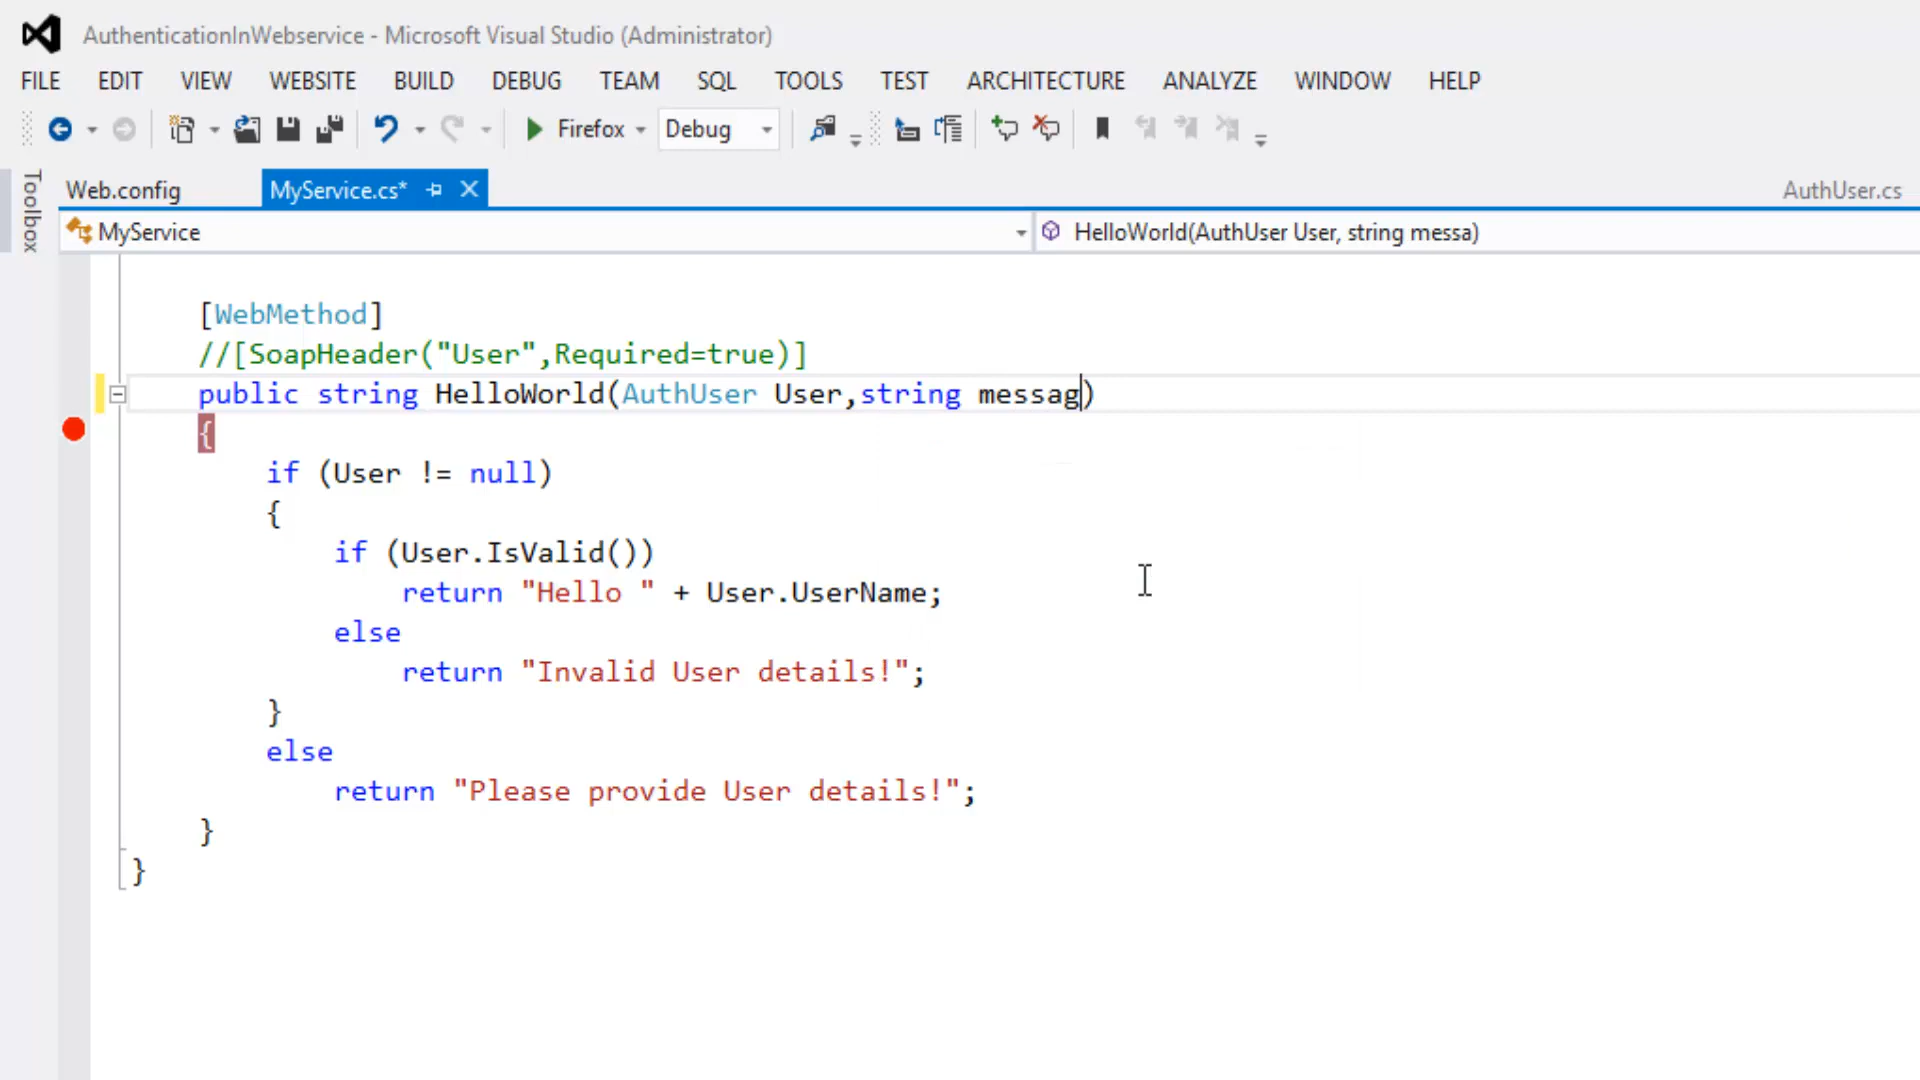 AuthenticationInWebservice - Microsoft Visual Studio (Administrator)
FILE EDIT VIEW WEBSITE BUILD DEBUG TEAM SQL TOOLS TEST ARCHITECTURE ANALYZE WINDOW HELP
Firefox Debug
Toolbox
Web.config MyService.cs* AuthUser.cs
MyService HelloWorld(AuthUser User, string messa)
[WebMethod]
//[SoapHeader("User",Required=true)]
public string HelloWorld(AuthUser User,string messag)
{
if (User != null)
{
if (User.IsValid())
return "Hello " + User.UserName;
else
return "Invalid User details!";
}
else
return "Please provide User details!";
}
}